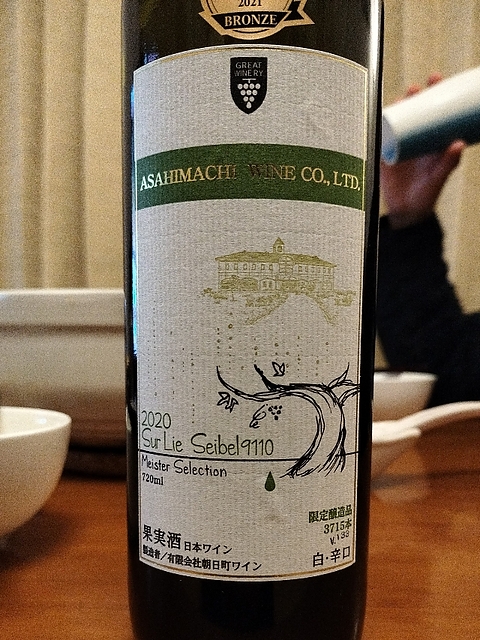 2021
BRONZE
GREAT
WINERY
ASAHIMACHI WINE CO., LTD.
2020
Sur Lie Seibel9110
Meister Selection
720ml
限定醸造品
3715本
V.133
果実酒 日本ワイン
製造者/有限会社朝日町ワイン
白・辛口